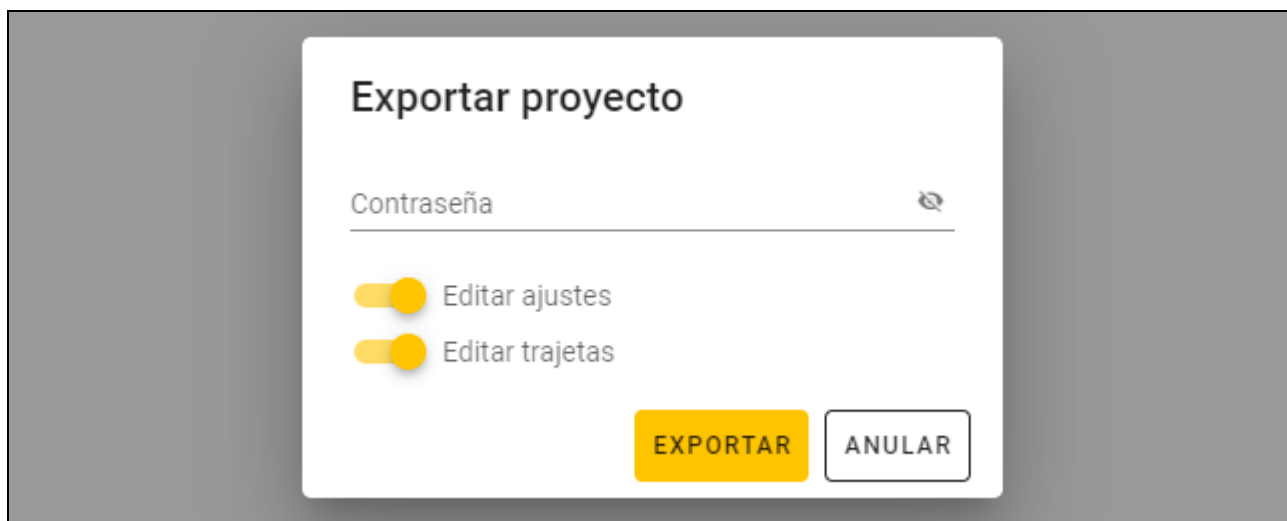 Exportar proyecto
Contraseña
Editar ajustes
Editar trajetas
EXPORTAR ANULAR